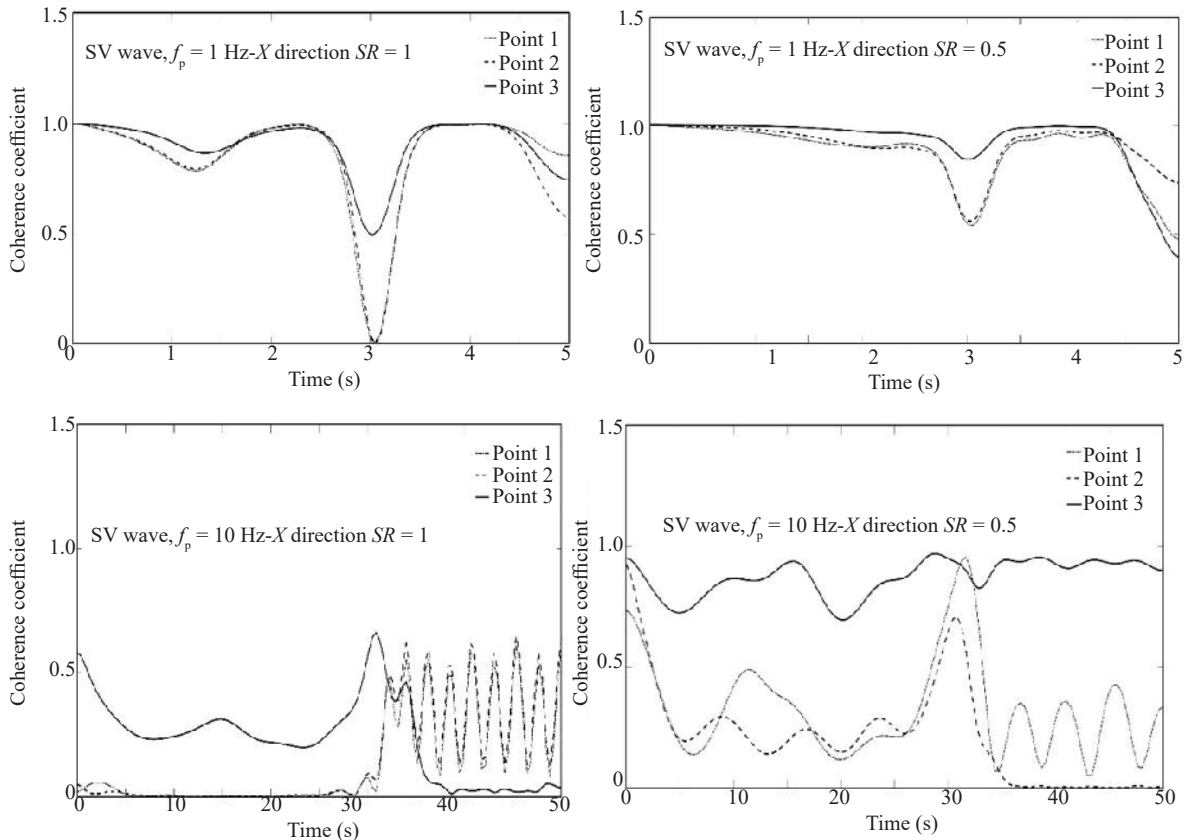 1.5
SV wave, fp = 1 Hz-X direction SR = 1
Point 1
Point 2
Point 3
Coherence coefficient
1.0
0.5
0
0 1 2 3 4 5
Time (s)
1.5
SV wave, fp = 1 Hz-X direction SR = 0.5
Point 1
Point 2
Point 3
Coherence coefficient
1.0
0.5
0
0 1 2 3 4 5
Time (s)
1.5
Point 1
Point 2
Point 3
SV wave, fp = 10 Hz-X direction SR = 1
Coherence coefficient
1.0
0.5
0
0 10 20 30 40 50
Time (s)
1.5
Point 1
Point 2
Point 3
SV wave, fp = 10 Hz-X direction SR = 0.5
Coherence coefficient
1.0
0.5
0
0 10 20 30 40 50
Time (s)